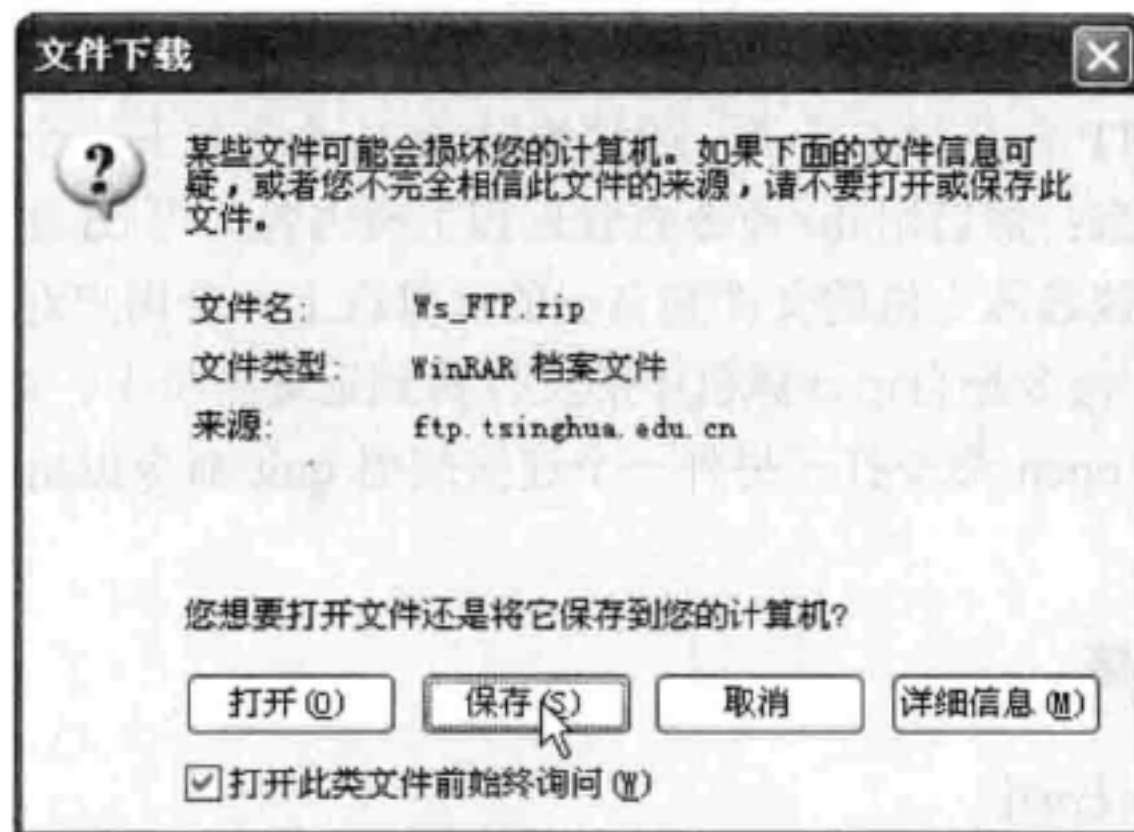 文件下载
某些文件可能会损坏您的计算机。如果下面的文件信息可
疑，或者您不完全相信此文件的来源，请不要打开或保存此
文件。
文件名: Ws_FTP.zip
文件类型: WinRAR 档案文件
来源: ftp.tsinghua.edu.cn
您想要打开文件还是将它保存到您的计算机?
打开(O) 保存(S) 取消 详细信息(M)
打开此类文件前始终询问(W)